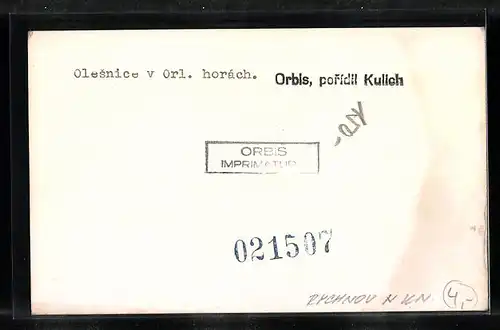 Olešnice v Orl. horách. Orbis, pořídil Kulich
ORBIS
IMPRIMATUR
021507
RYCHNOV N KN. 4,-